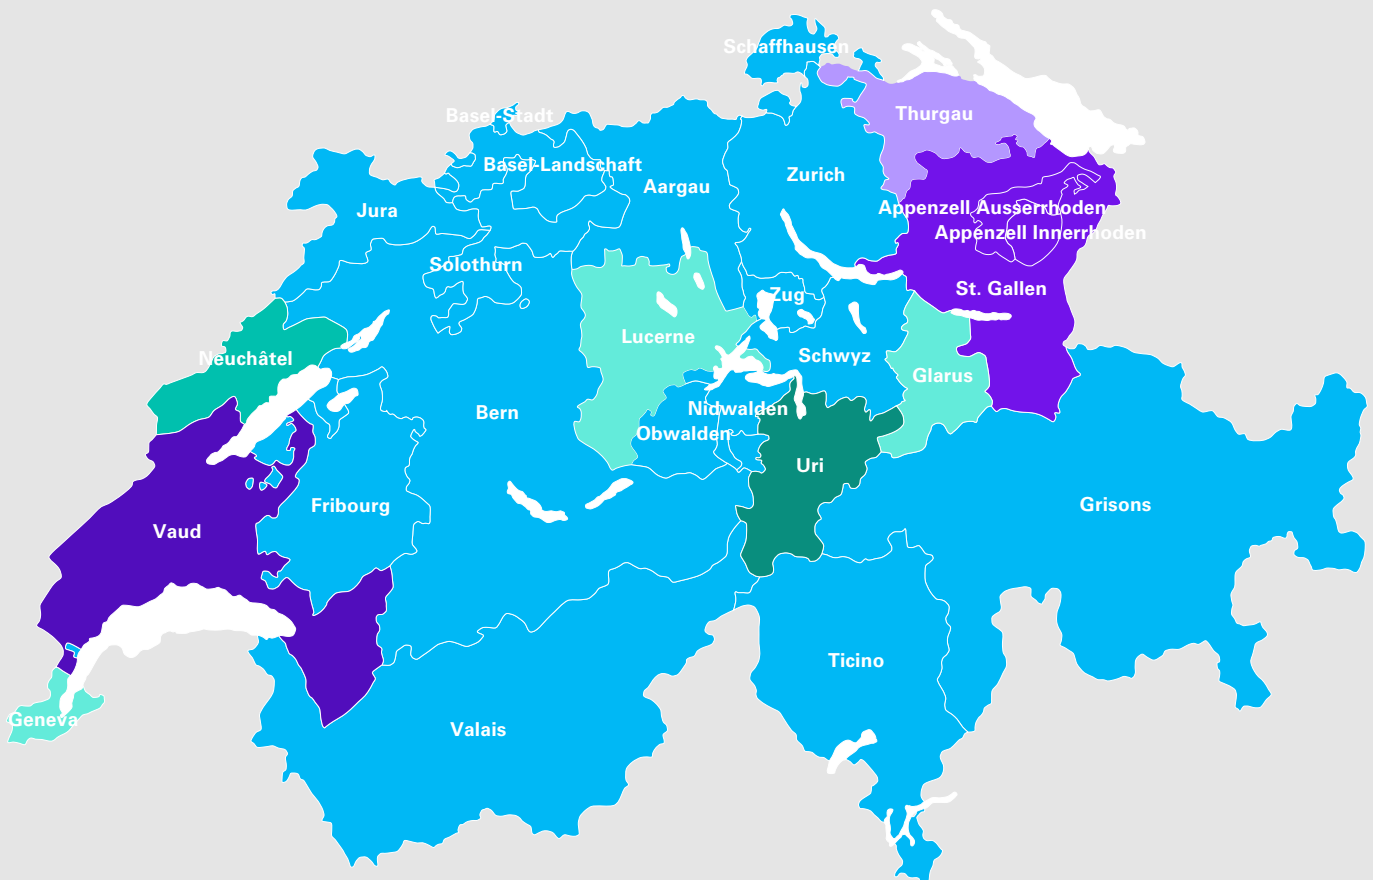 Schaffhausen
Basel-Stadt
Thurgau
Basel-Landschaft
Zurich
Aargau
Jura
Appenzell Ausserrhoden
Appenzell Innerrhoden
Solothurn
St. Gallen
Zug
Lucerne
Neuchâtel
Schwyz
Glarus
Nidwalden
Bern
Obwalden
Uri
Fribourg
Grisons
Vaud
Ticino
Geneva
Valais